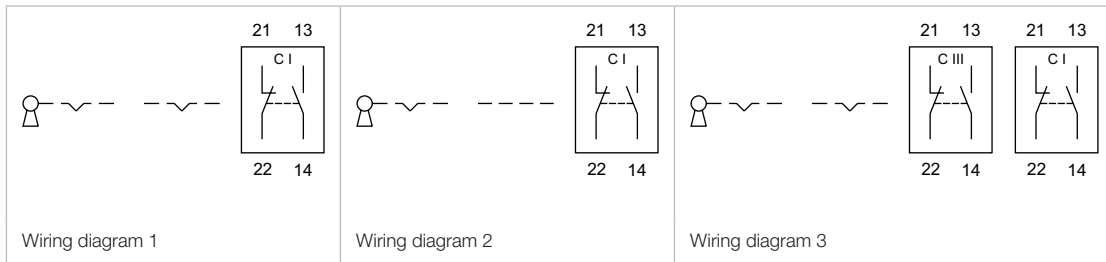 21 13
C I
22 14
Wiring diagram 1
21 13
C I
22 14
Wiring diagram 2
21 13 21 13
C III C I
22 14 22 14
Wiring diagram 3